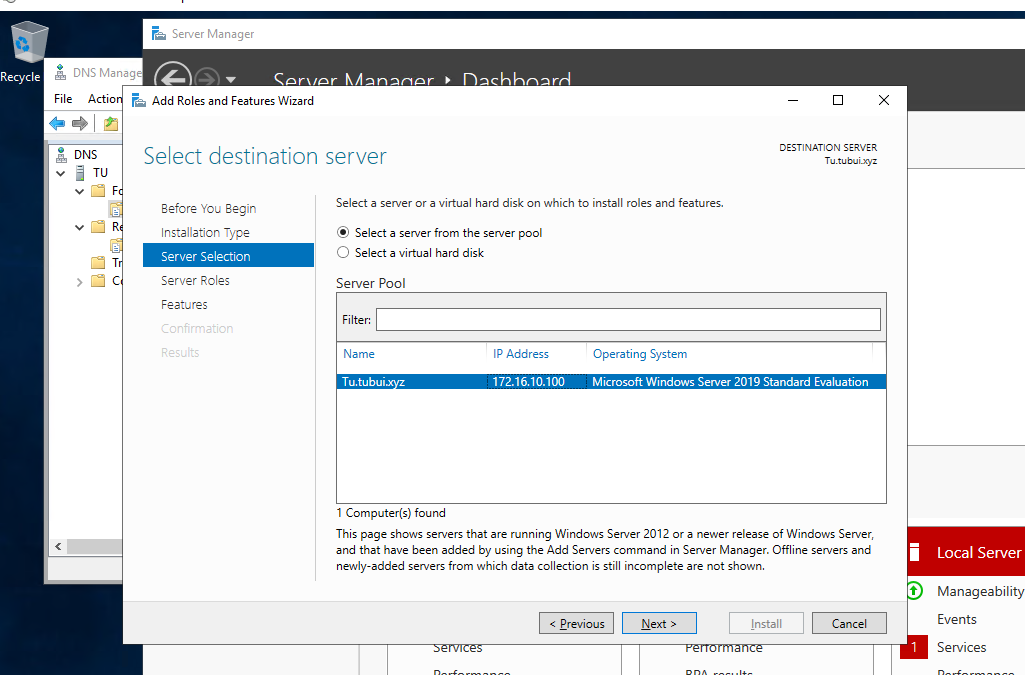 Recycle
Server Manager
DNS Manage
File Action
Server Manager ‣ Dashboard
Add Roles and Features Wizard
Select destination server
DESTINATION SERVER
Tu.tubui.xyz
DNS
TU
Fo
Re
Tr
Co
Before You Begin
Installation Type
Server Selection
Server Roles
Features
Confirmation
Results
Select a server or a virtual hard disk on which to install roles and features.
Select a server from the server pool
Select a virtual hard disk
Server Pool
Filter:
Name IP Address Operating System
Tu.tubui.xyz 172.16.10.100 Microsoft Windows Server 2019 Standard Evaluation
1 Computer(s) found
This page shows servers that are running Windows Server 2012 or a newer release of Windows Server,
and that have been added by using the Add Servers command in Server Manager. Offline servers and
newly-added servers from which data collection is still incomplete are not shown.
< Previous Next > Install Cancel
Local Server
Manageability
Events
1 Services
Performance
Services
Performance
Performance
BPA results